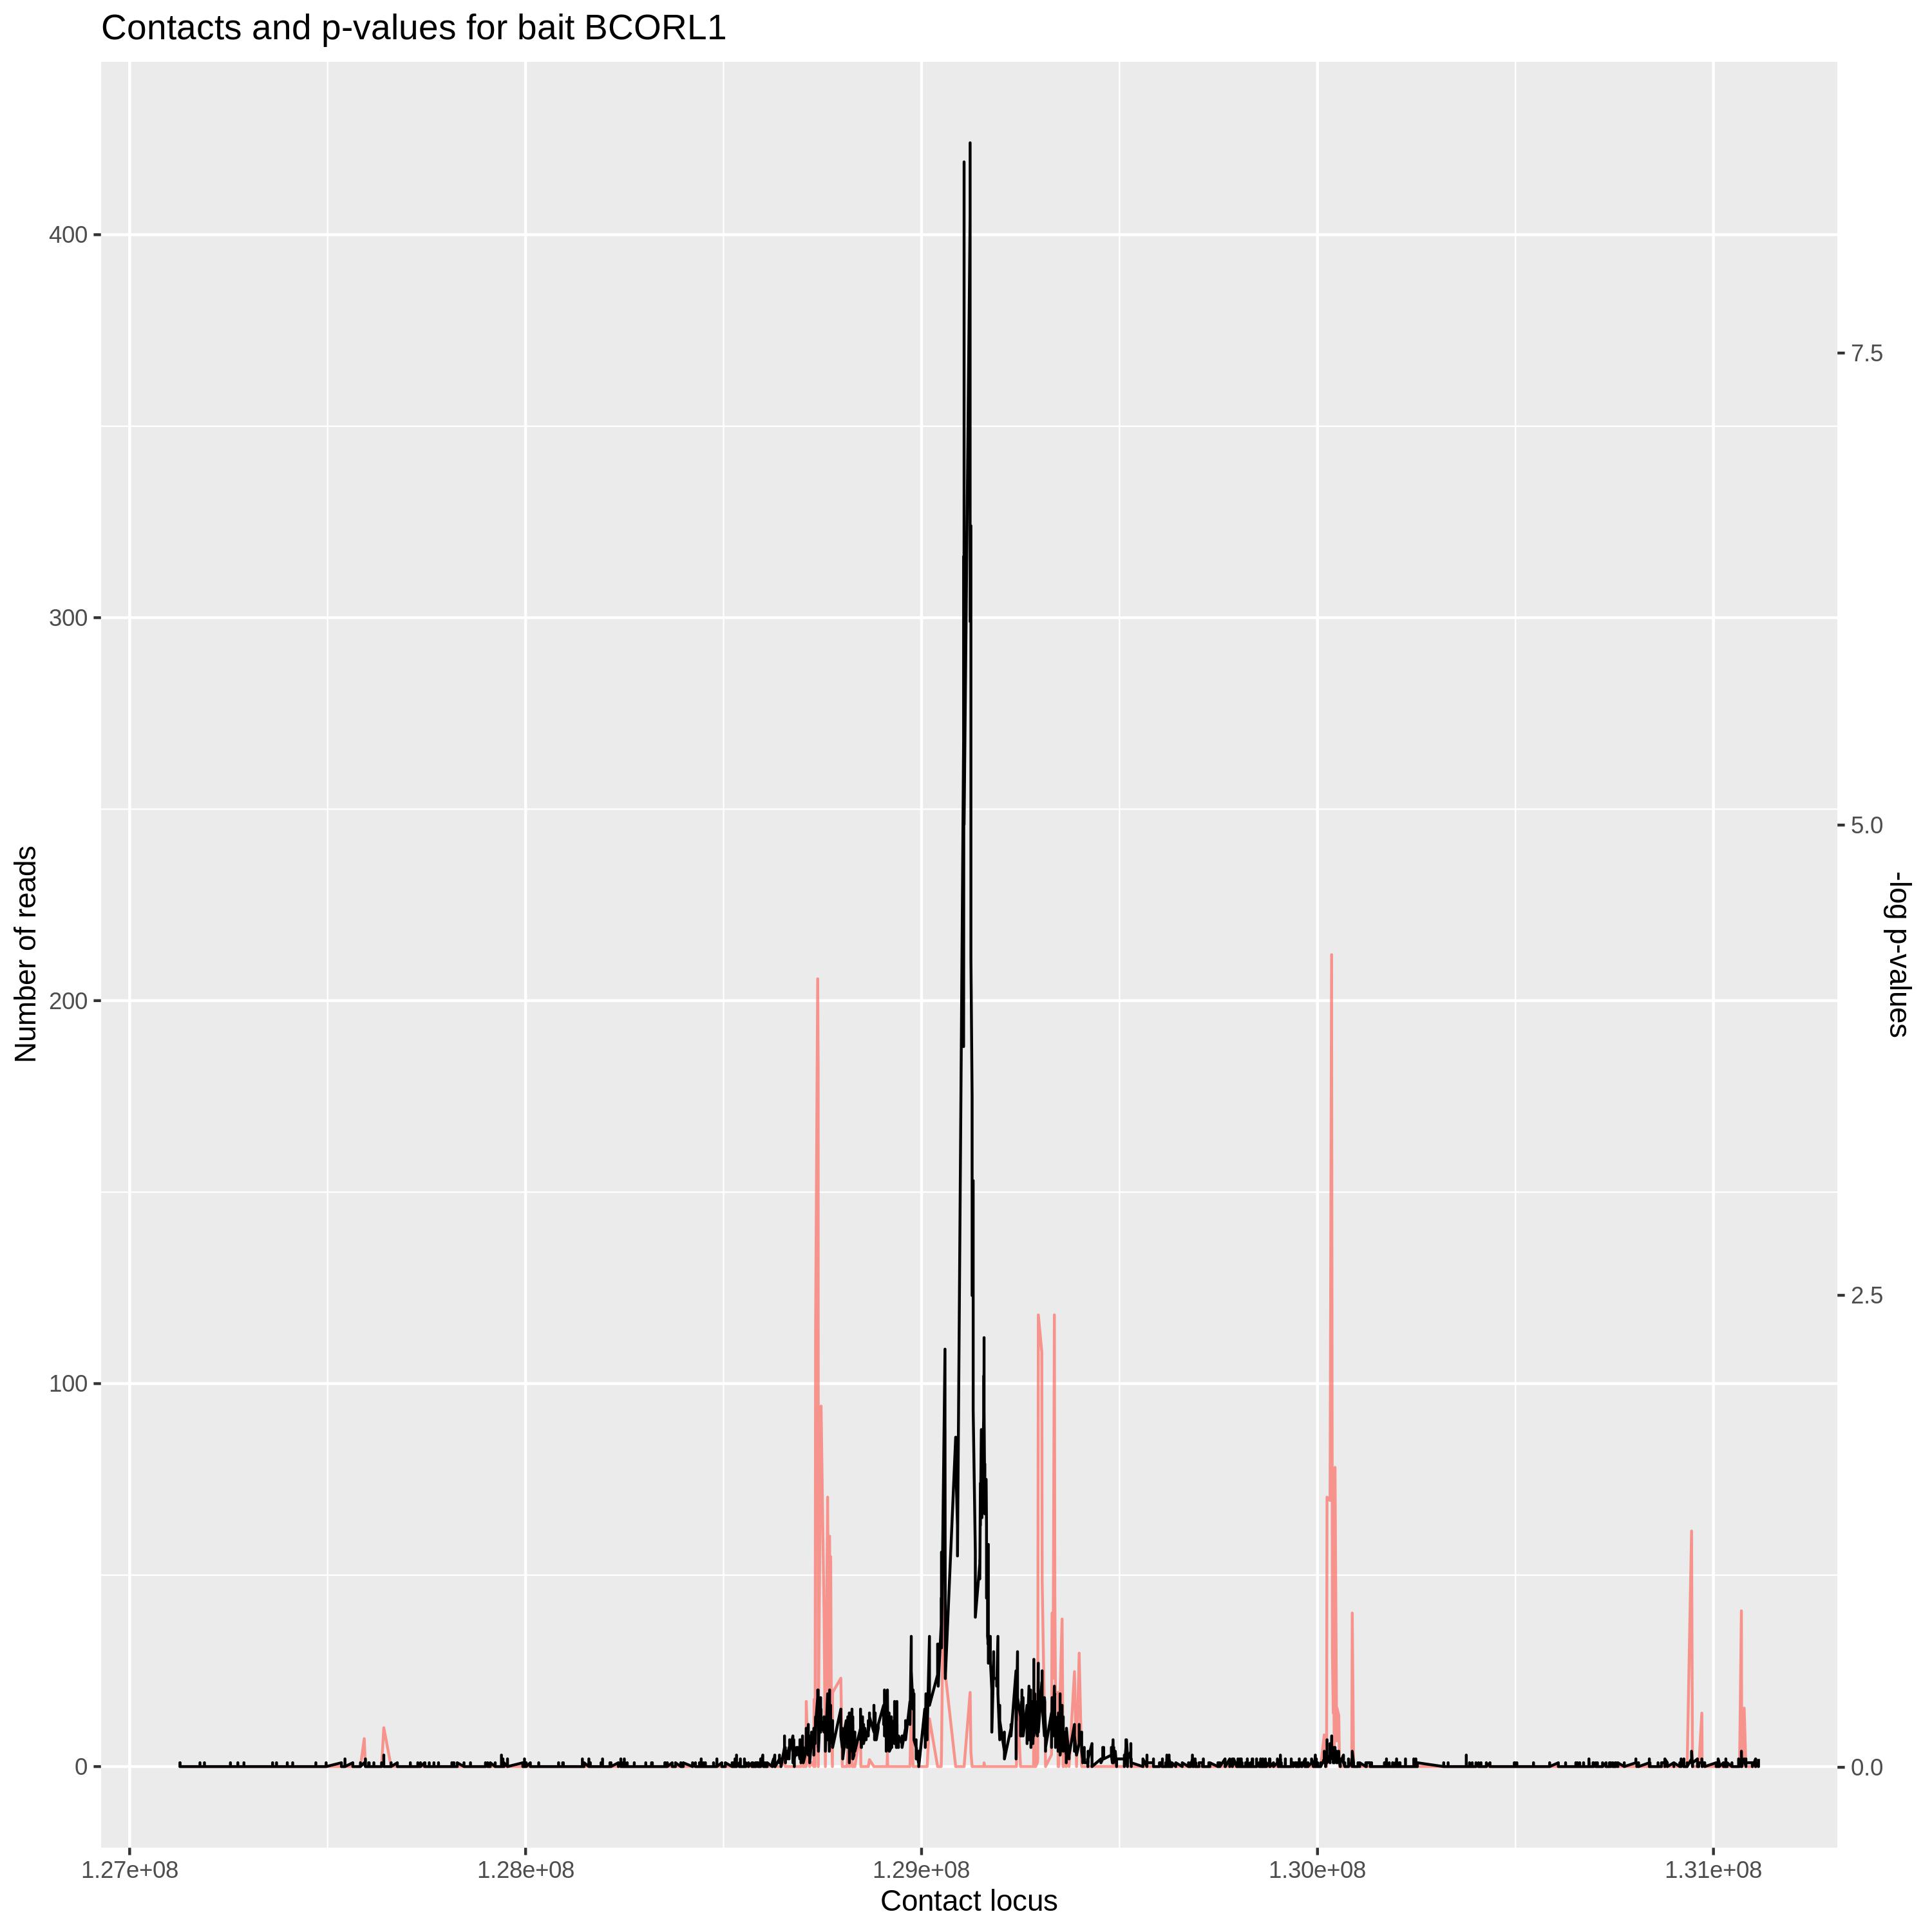 Contacts and p-values for bait BCORL1
400
300
200
100
0
Number of reads
7.5
5.0
2.5
0.0
-log p-values
1.27e+08
1.28e+08
1.29e+08
1.30e+08
1.31e+08
Contact locus